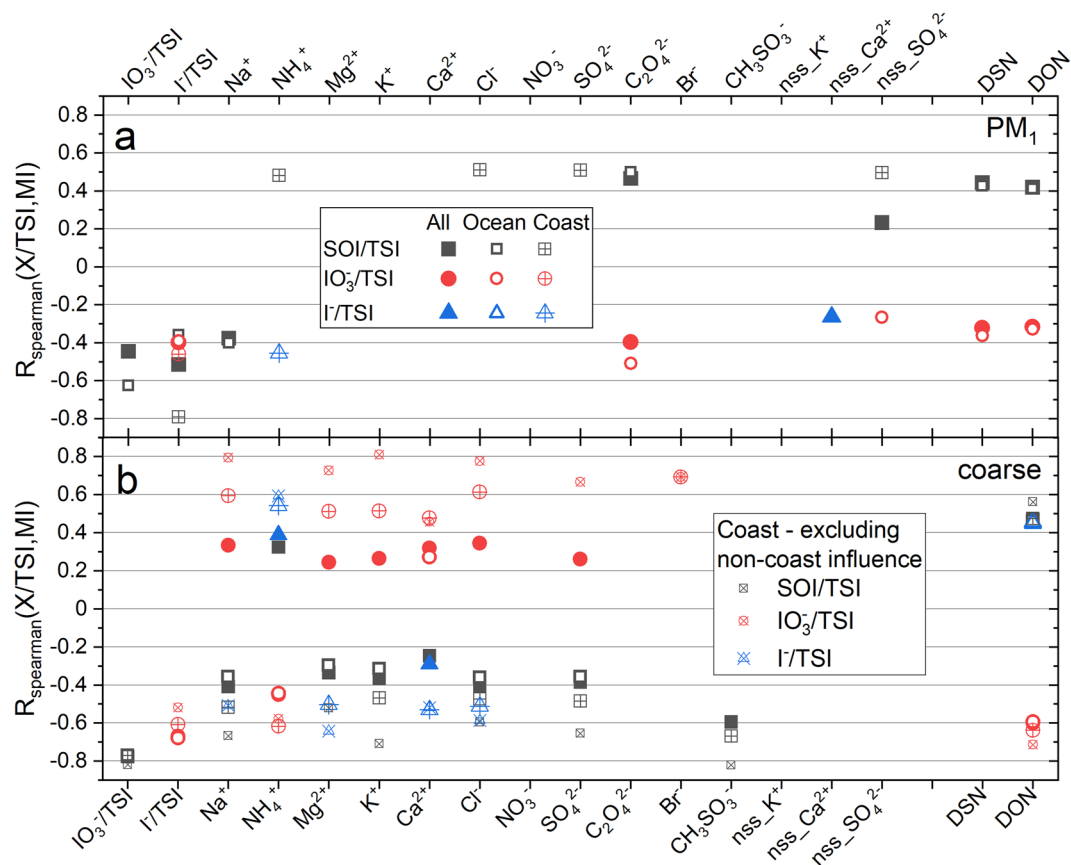 IO₃⁻/TSI
I⁻/TSI
Na⁺
NH₄⁺
Mg²⁺
K⁺
Ca²⁺
Cl⁻
NO₃⁻
SO₄²⁻
C₂O₄²⁻
Br⁻
CH₃SO₃⁻
nss_K⁺
nss_Ca²⁺
nss_SO₄²⁻
DSN
DON
R_spearman(X/TSI,MI)
0.8
0.6
0.4
0.2
0
-0.2
-0.4
-0.6
-0.8
a
PM₁
All Ocean Coast
SOI/TSI
IO₃⁻/TSI
I⁻/TSI
R_spearman(X/TSI,MI)
0.8
0.6
0.4
0.2
0
-0.2
-0.4
-0.6
-0.8
b
coarse
Coast - excluding
non-coast influence
SOI/TSI
IO₃⁻/TSI
I⁻/TSI
IO₃⁻/TSI
I⁻/TSI
Na⁺
NH₄⁺
Mg²⁺
K⁺
Ca²⁺
Cl⁻
NO₃⁻
SO₄²⁻
C₂O₄²⁻
Br⁻
CH₃SO₃⁻
nss_K⁺
nss_Ca²⁺
nss_SO₄²⁻
DSN
DON